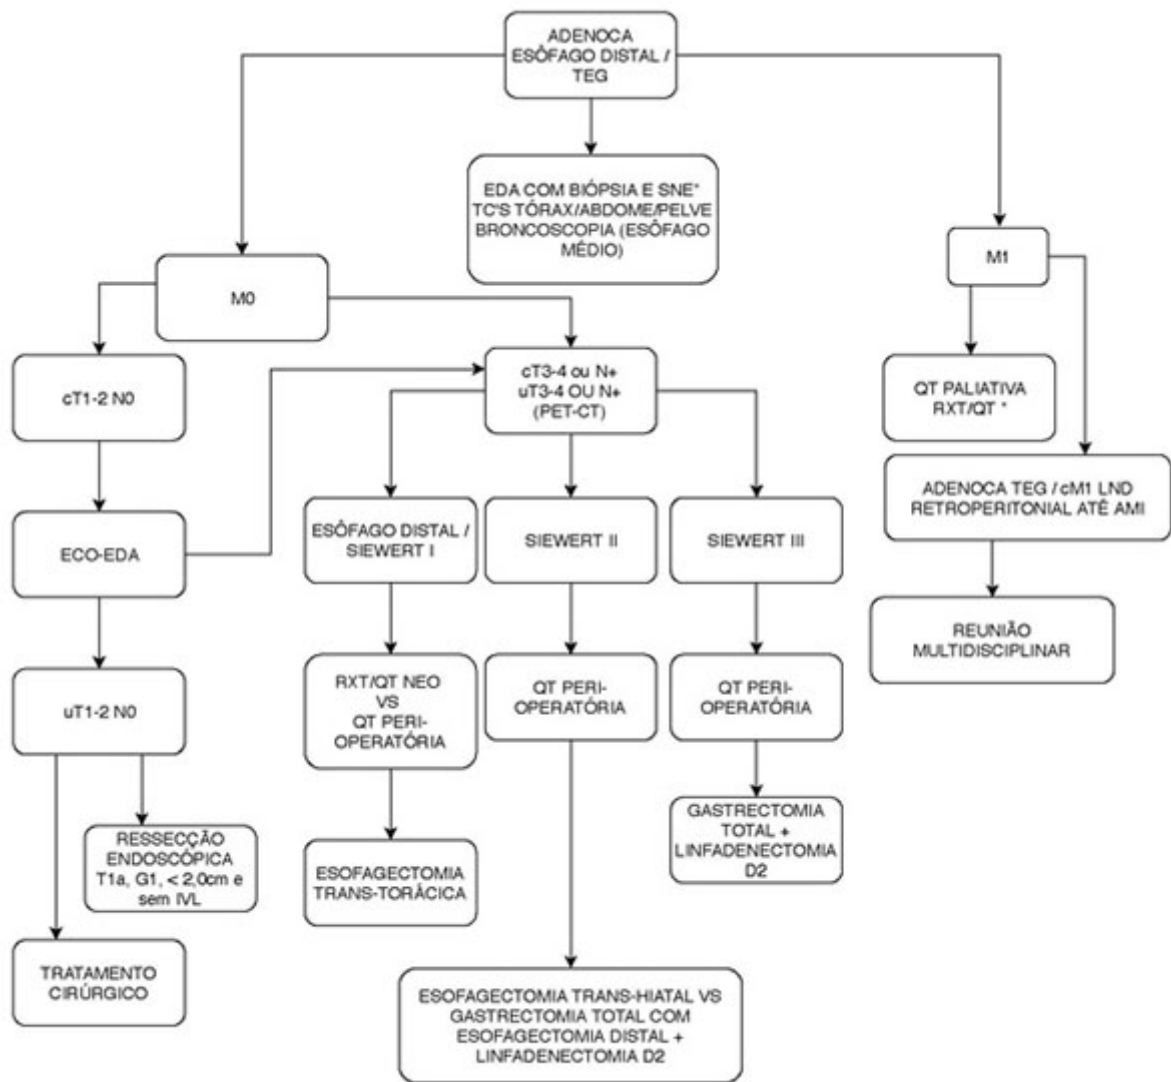 ADENOCA
ESÔFAGO DISTAL /
TEG
EDA COM BIÓPSIA E SNE*
TC'S TÓRAX/ABDOME/PELVE
BRONCOSCOPIA (ESÔFAGO
MÉDIO)
M0
M1
cT1-2 N0
cT3-4 ou N+
uT3-4 OU N+
(PET-CT)
QT PALIATIVA
RXT/QT *
ADENOCA TEG / cM1 LND
RETROPERITONIAL ATÊ AMI
ECO-EDA
ESÔFAGO DISTAL /
SIEWERT I
SIEWERT II
SIEWERT III
REUNIÃO
MULTIDISCIPLINAR
uT1-2 N0
RXT/QT NEO
VS
QT PERI-
OPERATÓRIA
QT PERI-
OPERATÓRIA
QT PERI-
OPERATÓRIA
RESSECÇÃO
ENDOSCÓPICA
T1a, G1, < 2,0cm e
sem IVL
ESOFAGECTOMIA
TRANS-TORÁCICA
GASTRECTOMIA
TOTAL +
LINFADENECTOMIA
D2
TRATAMENTO
CIRÚRGICO
ESOFAGECTOMIA TRANS-HIATAL VS
GASTRECTOMIA TOTAL COM
ESOFAGECTOMIA DISTAL +
LINFADENECTOMIA D2